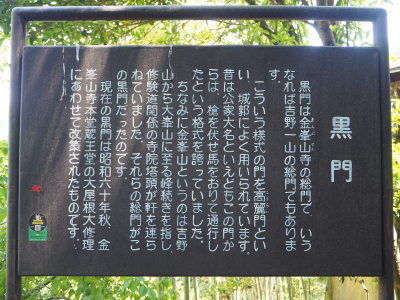 黒門
黒門は金峯山寺の総門で、いう
なれば吉野一山の総門でもありま
す。
こういう様式の門を高麗門とい
い、城郭によく用いられています。
昔は公家大名といえどもこの門か
らは、槍を伏せ馬をおりて通行し
たという格式を誇っていました。
ちなみに金峯山というのは吉野
山から大峯山に至る峰続きを指し、
修験道関係の寺院塔頭が軒を連ら
ねていました。それらの総門がこ
の黒門だったのです。
現在の黒門は昭和六十年秋、金
峯山寺本堂蔵王堂の大屋根大修理
にあわせて改築されたものです。